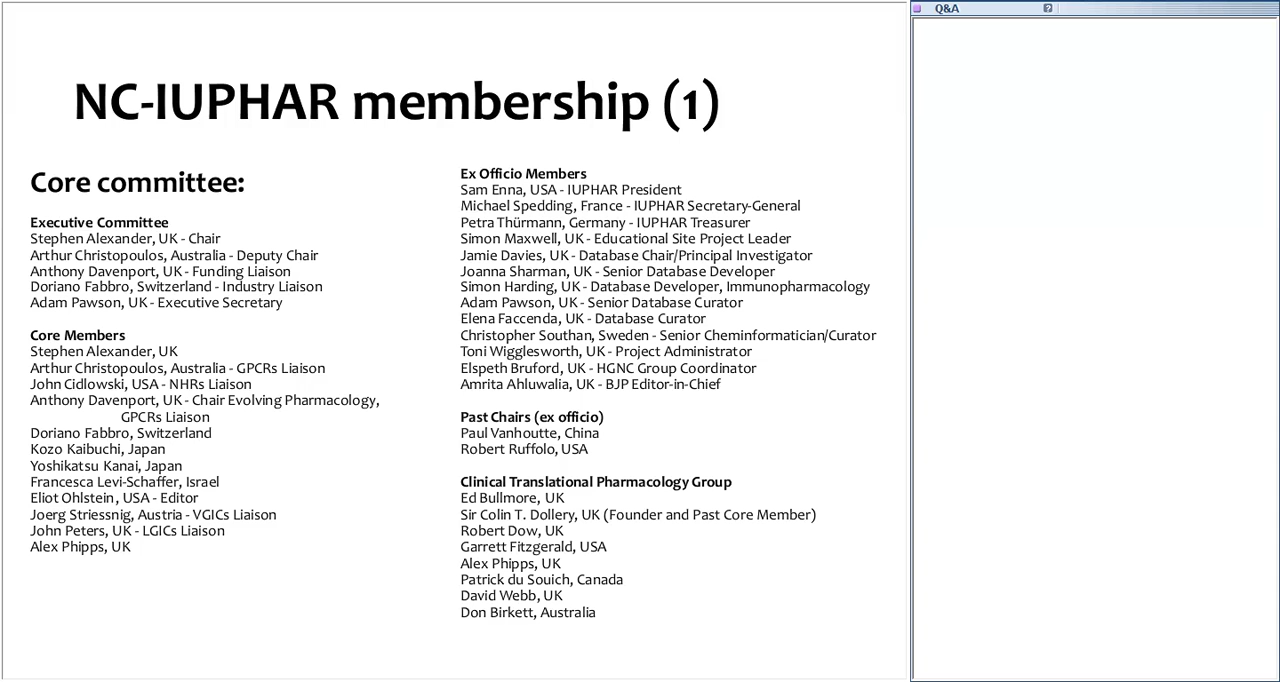 NC-IUPHAR membership (1)
Core committee:
Executive Committee
Stephen Alexander, UK - Chair
Arthur Christopoulos, Australia - Deputy Chair
Anthony Davenport, UK - Funding Liaison
Doriano Fabbro, Switzerland - Industry Liaison
Adam Pawson, UK - Executive Secretary
Core Members
Stephen Alexander, UK
Arthur Christopoulos, Australia - GPCRs Liaison
John Cidlowski, USA - NHRs Liaison
Anthony Davenport, UK - Chair Evolving Pharmacology,
GPCRs Liaison
Doriano Fabbro, Switzerland
Kozo Kaibuchi, Japan
Yoshikatsu Kanai, Japan
Francesca Levi-Schaffer, Israel
Eliot Ohlstein, USA - Editor
Joerg Striessnig, Austria - VGICs Liaison
John Peters, UK - LGICs Liaison
Alex Phipps, UK
Ex Officio Members
Sam Enna, USA - IUPHAR President
Michael Spedding, France - IUPHAR Secretary-General
Petra Thürmann, Germany - IUPHAR Treasurer
Simon Maxwell, UK - Educational Site Project Leader
Jamie Davies, UK - Database Chair/Principal Investigator
Joanna Sharman, UK - Senior Database Developer
Simon Harding, UK - Database Developer, Immunopharmacology
Adam Pawson, UK - Senior Database Curator
Elena Faccenda, UK - Database Curator
Christopher Southan, Sweden - Senior Cheminformatician/Curator
Toni Wigglesworth, UK - Project Administrator
Elspeth Bruford, UK - HGNC Group Coordinator
Amrita Ahluwalia, UK - BJP Editor-in-Chief
Past Chairs (ex officio)
Paul Vanhoutte, China
Robert Ruffolo, USA
Clinical Translational Pharmacology Group
Ed Bullmore, UK
Sir Colin T. Dollery, UK (Founder and Past Core Member)
Robert Dow, UK
Garrett Fitzgerald, USA
Alex Phipps, UK
Patrick du Souich, Canada
David Webb, UK
Don Birkett, Australia
Q&A
?